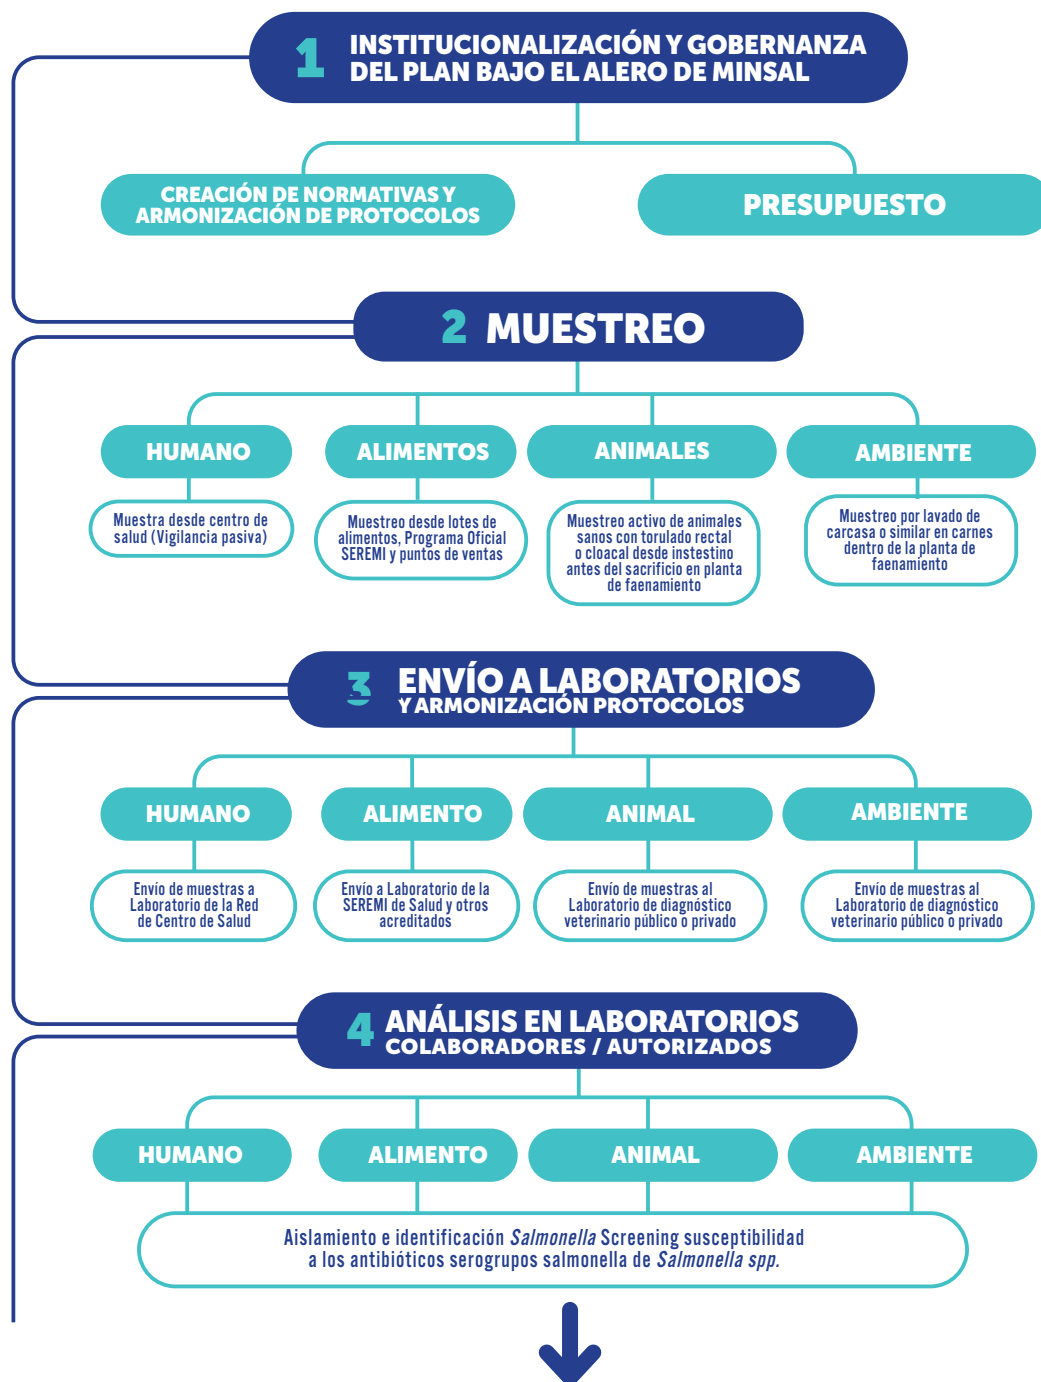 1 INSTITUCIONALIZACIÓN Y GOBERNANZA
DEL PLAN BAJO EL ALERO DE MINSAL
CREACIÓN DE NORMATIVAS Y
ARMONIZACIÓN DE PROTOCOLOS
PRESUPUESTO
2 MUESTREO
HUMANO
Muestra desde centro de
salud (Vigilancia pasiva)
ALIMENTOS
Muestreo desde lotes de
alimentos, Programa Oficial
SEREMI y puntos de ventas
ANIMALES
Muestreo activo de animales
sanos con torulado rectal
o cloacal desde instestino
antes del sacrificio en planta
de faenamiento
AMBIENTE
Muestreo por lavado de
carcasa o similar en carnes
dentro de la planta de
faenamiento
3 ENVÍO A LABORATORIOS
Y ARMONIZACIÓN PROTOCOLOS
HUMANO
Envío de muestras a
Laboratorio de la Red
de Centro de Salud
ALIMENTO
Envío a Laboratorio de la
SEREMI de Salud y otros
acreditados
ANIMAL
Envío de muestras al
Laboratorio de diagnóstico
veterinario público o privado
AMBIENTE
Envío de muestras al
Laboratorio de diagnóstico
veterinario público o privado
4 ANÁLISIS EN LABORATORIOS
COLABORADORES / AUTORIZADOS
HUMANO
ALIMENTO
ANIMAL
AMBIENTE
Aislamiento e identificación Salmonella Screening susceptibilidad
a los antibióticos serogrupos salmonella de Salmonella spp.